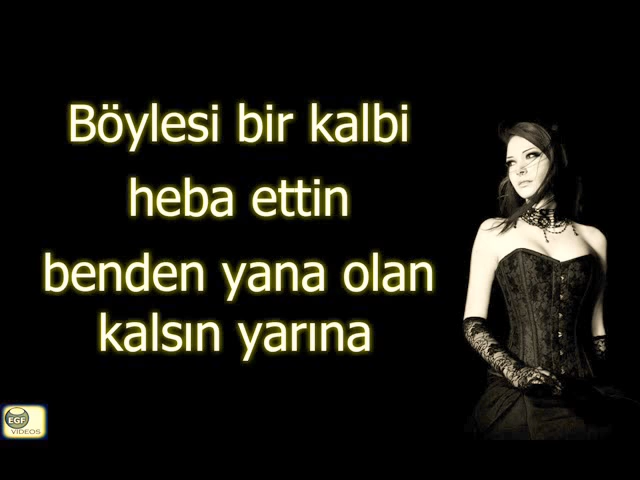 Böylesi bir kalbi
heba ettin
benden yana olan
kalsın yarına
EGF
VIDEOS